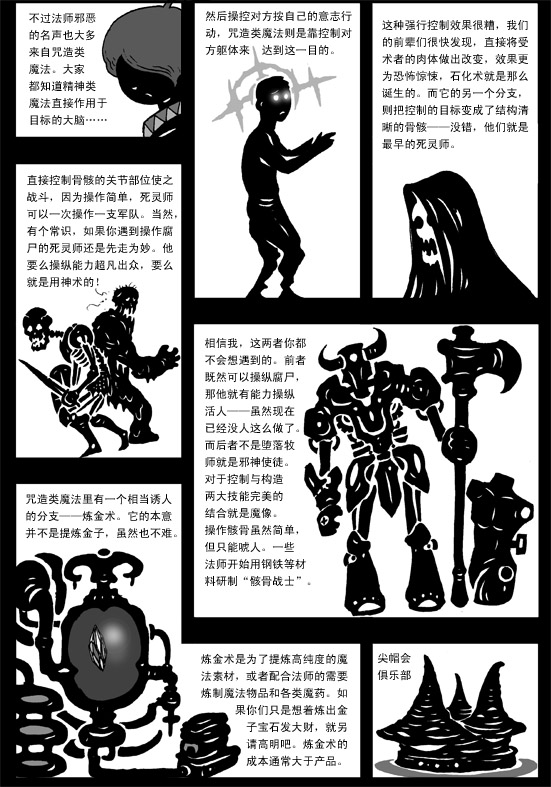 不过法师邪恶
的名声也大多
来自咒造类
魔法。大家
都知道精神类
魔法直接作用于
目标的大脑……
然后操控对方按自己的意志行
动，咒造类魔法则是靠控制对
方躯体来，达到这一目的。
这种强行控制效果很糟，我们
的前辈们很快发现，直接将受
术者的肉体做出改变，效果更
为恐怖惊悚，石化术就是那么
诞生的。而它的另一个分支，
则把控制的目标变成了结构清
晰的骨骸——没错，他们就是
最早的死灵师。
直接控制骨骸的关节部位使之
战斗，因为操作简单，死灵师
可以一次操作一支军队。当然，
有个常识，如果你遇到操作腐
尸的死灵师还是先走为妙。他
要么操纵能力超凡出众，要么
就是用神术的！
相信我，这两者你都
不会想遇到的。前者
既然可以操纵腐尸，
那他就有能力操纵
活人——虽然现在
已经没人这么做了。
而后者不是堕落牧
师就是邪神使徒。
对于控制与构造
两大技能完美的
结合就是魔像。
操作骸骨虽然简单，
但只能唬人。一些
法师开始用钢铁等材
料研制“骸骨战士”。
咒造类魔法里有一个相当诱人
的分支——炼金术。它的本意
并不是提炼金子，虽然也不难。
炼金术是为了提炼高纯度的魔
法素材，或者配合法师的需要
炼制魔法物品和各类魔药。如
果你们只是想着炼出金
子宝石发大财，就另
请高明吧。炼金术的
成本通常大于产品。
尖帽会
俱乐部